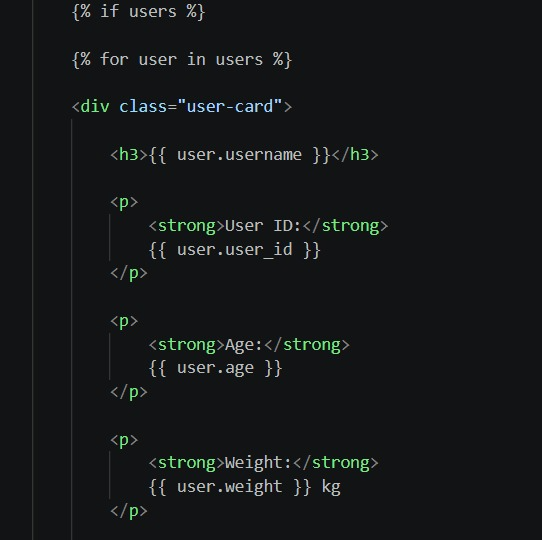 {% if users %}
{% for user in users %}
<div class="user-card">
<h3>{{ user.username }}</h3>
<p>
<strong>User ID:</strong>
{{ user.user_id }}
</p>
<p>
<strong>Age:</strong>
{{ user.age }}
</p>
<p>
<strong>Weight:</strong>
{{ user.weight }} kg
</p>